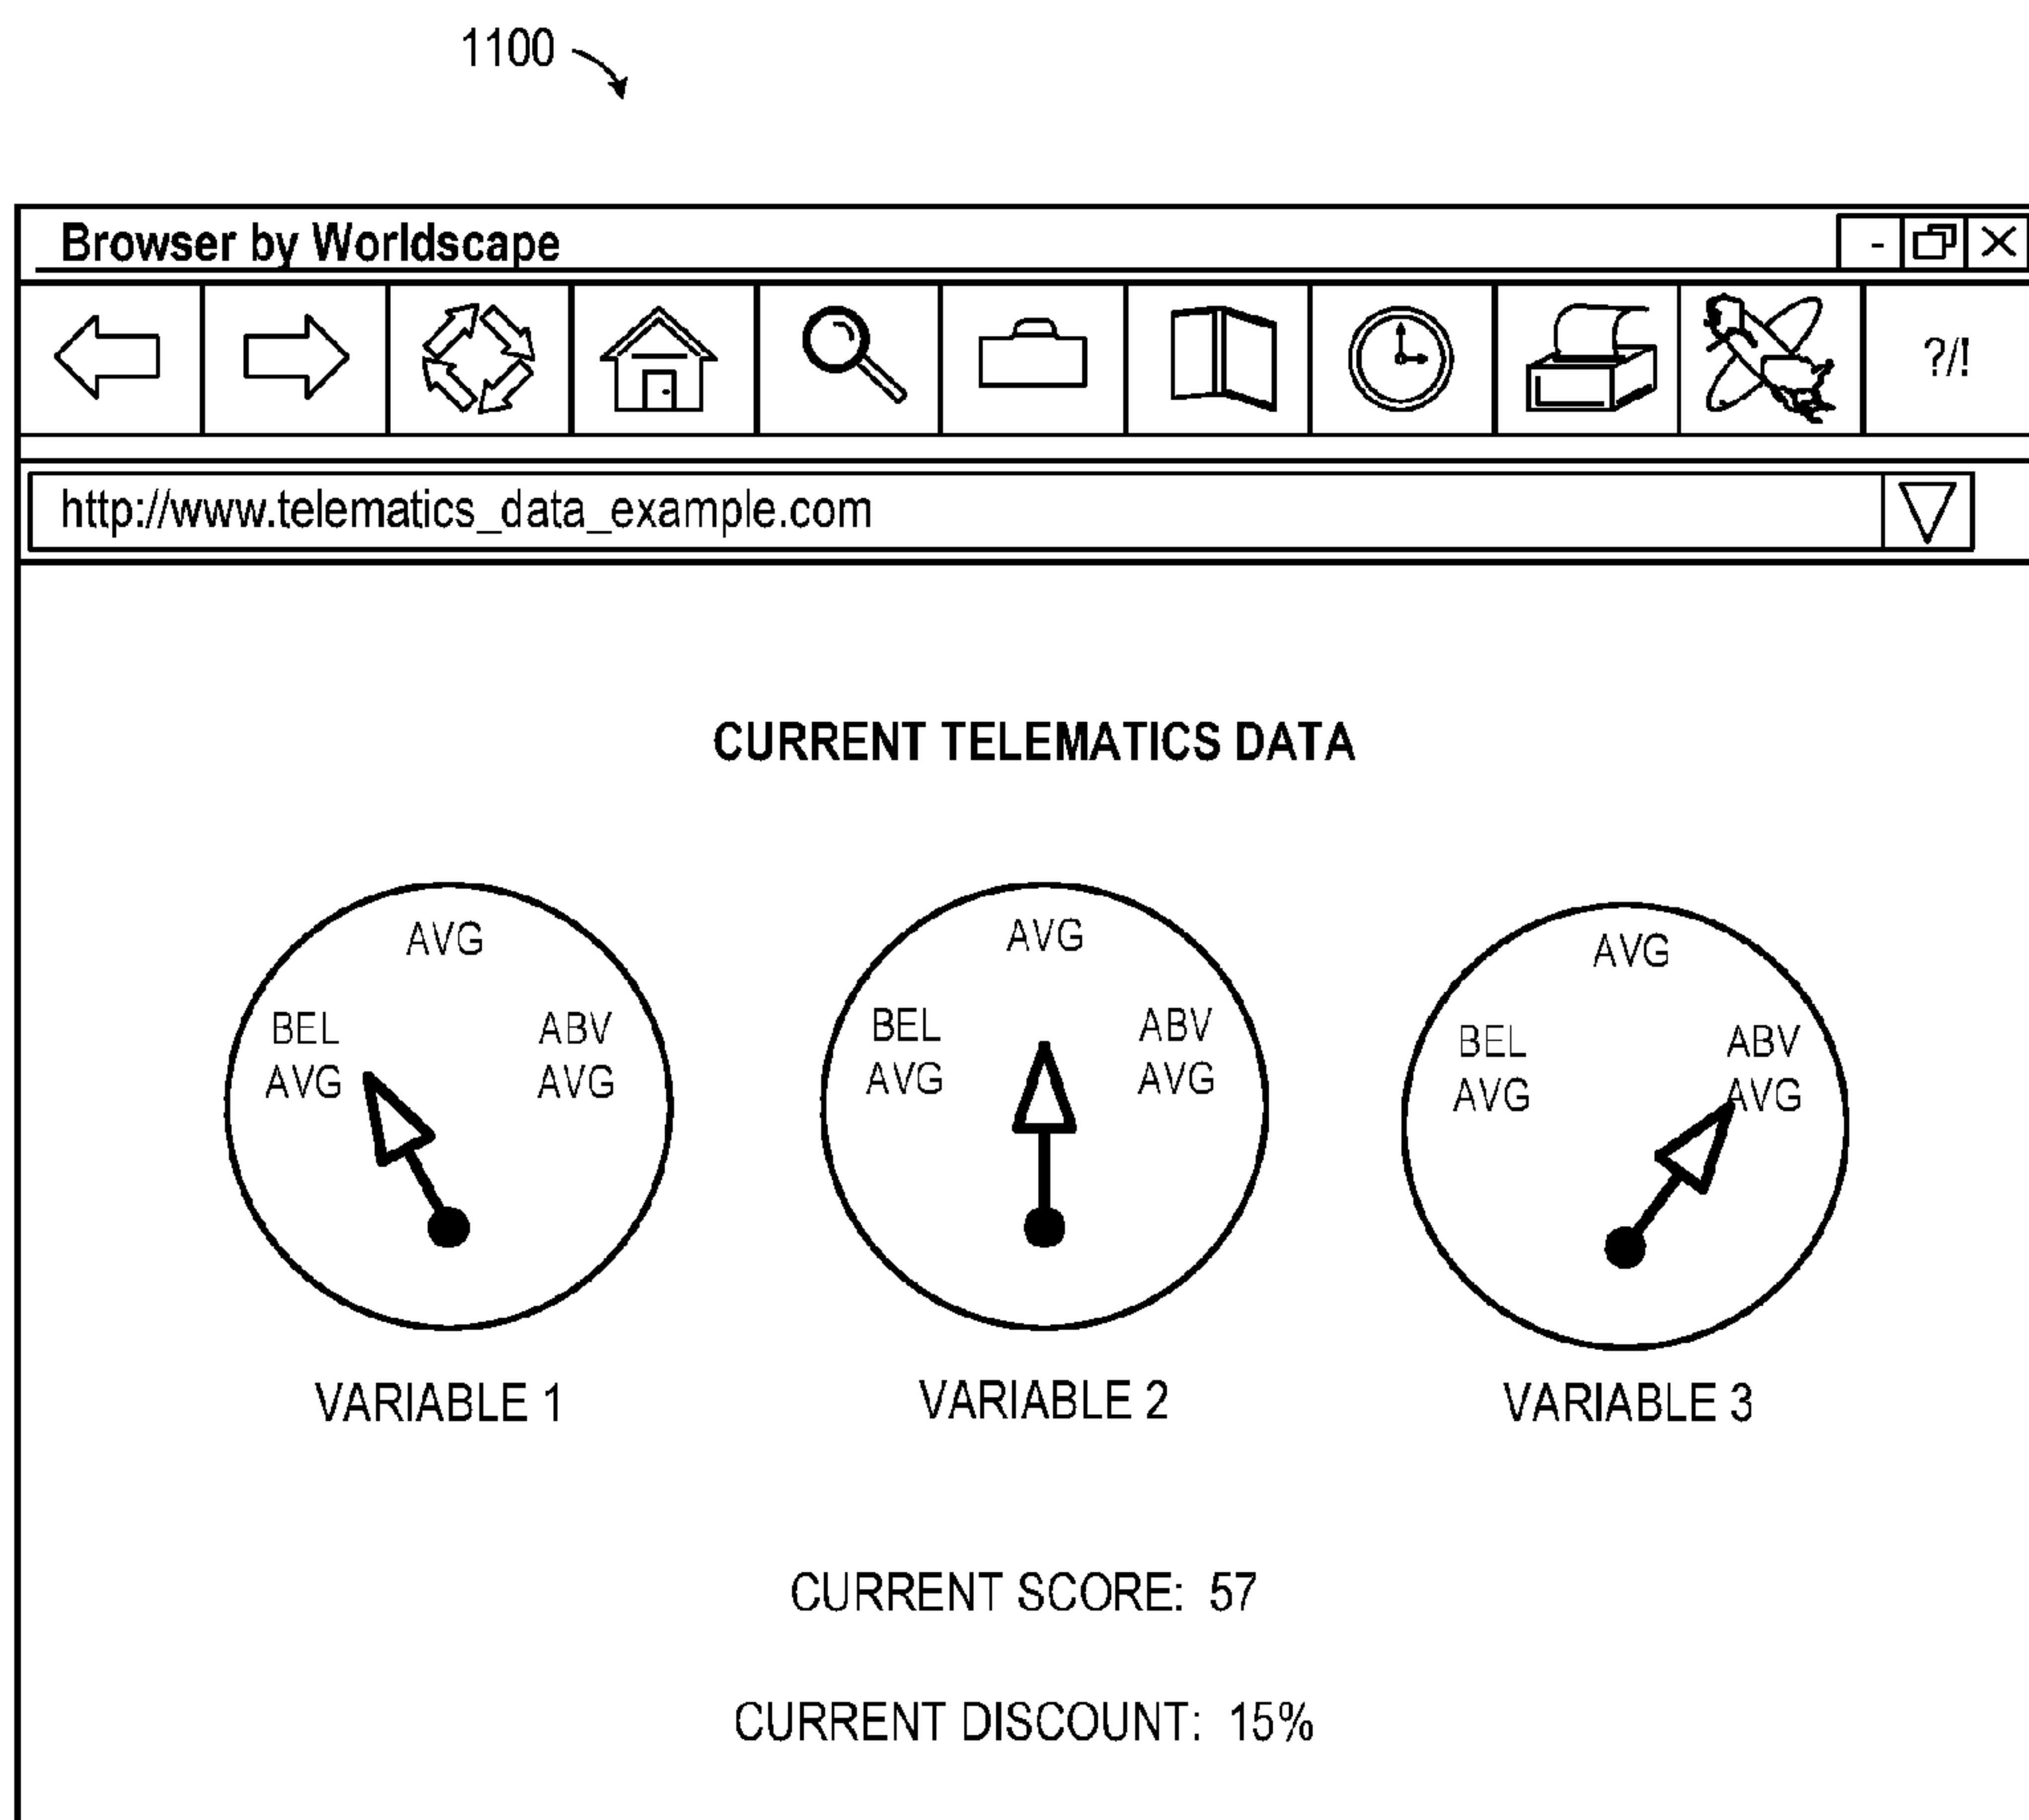 1100
Browser by Worldscape
?/!
http://www.telematics_data_example.com
CURRENT TELEMATICS DATA
AVG
BEL
AVG
ABV
AVG
VARIABLE 1
AVG
BEL
AVG
ABV
AVG
VARIABLE 2
AVG
BEL
AVG
ABV
AVG
VARIABLE 3
CURRENT SCORE: 57
CURRENT DISCOUNT: 15%